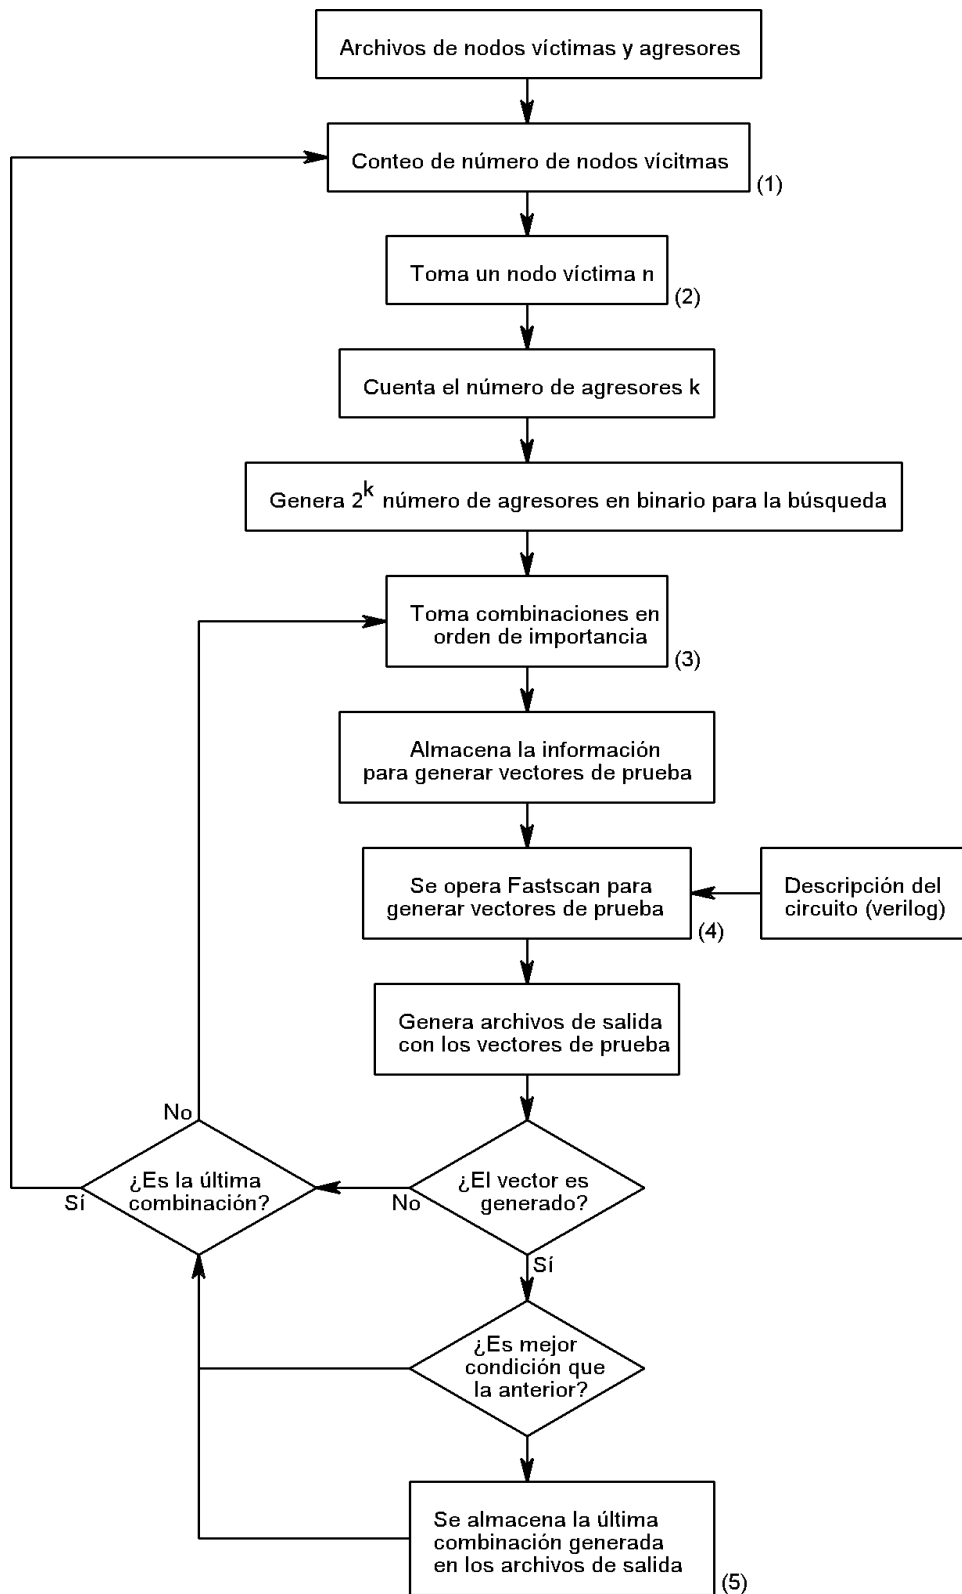 Archivos de nodos víctimas y agresores
Conteo de número de nodos vícitmas
(1)
Toma un nodo víctima n
(2)
Cuenta el número de agresores k
Genera 2^k número de agresores en binario para la búsqueda
Toma combinaciones en
orden de importancia
(3)
Almacena la información
para generar vectores de prueba
Se opera Fastscan para
generar vectores de prueba
(4)
Descripción del
circuito (verilog)
Genera archivos de salida
con los vectores de prueba
No
¿Es la última
combinación?
Sí
¿El vector es
generado?
No
Sí
¿Es mejor
condición que
la anterior?
Se almacena la última
combinación generada
en los archivos de salida
(5)